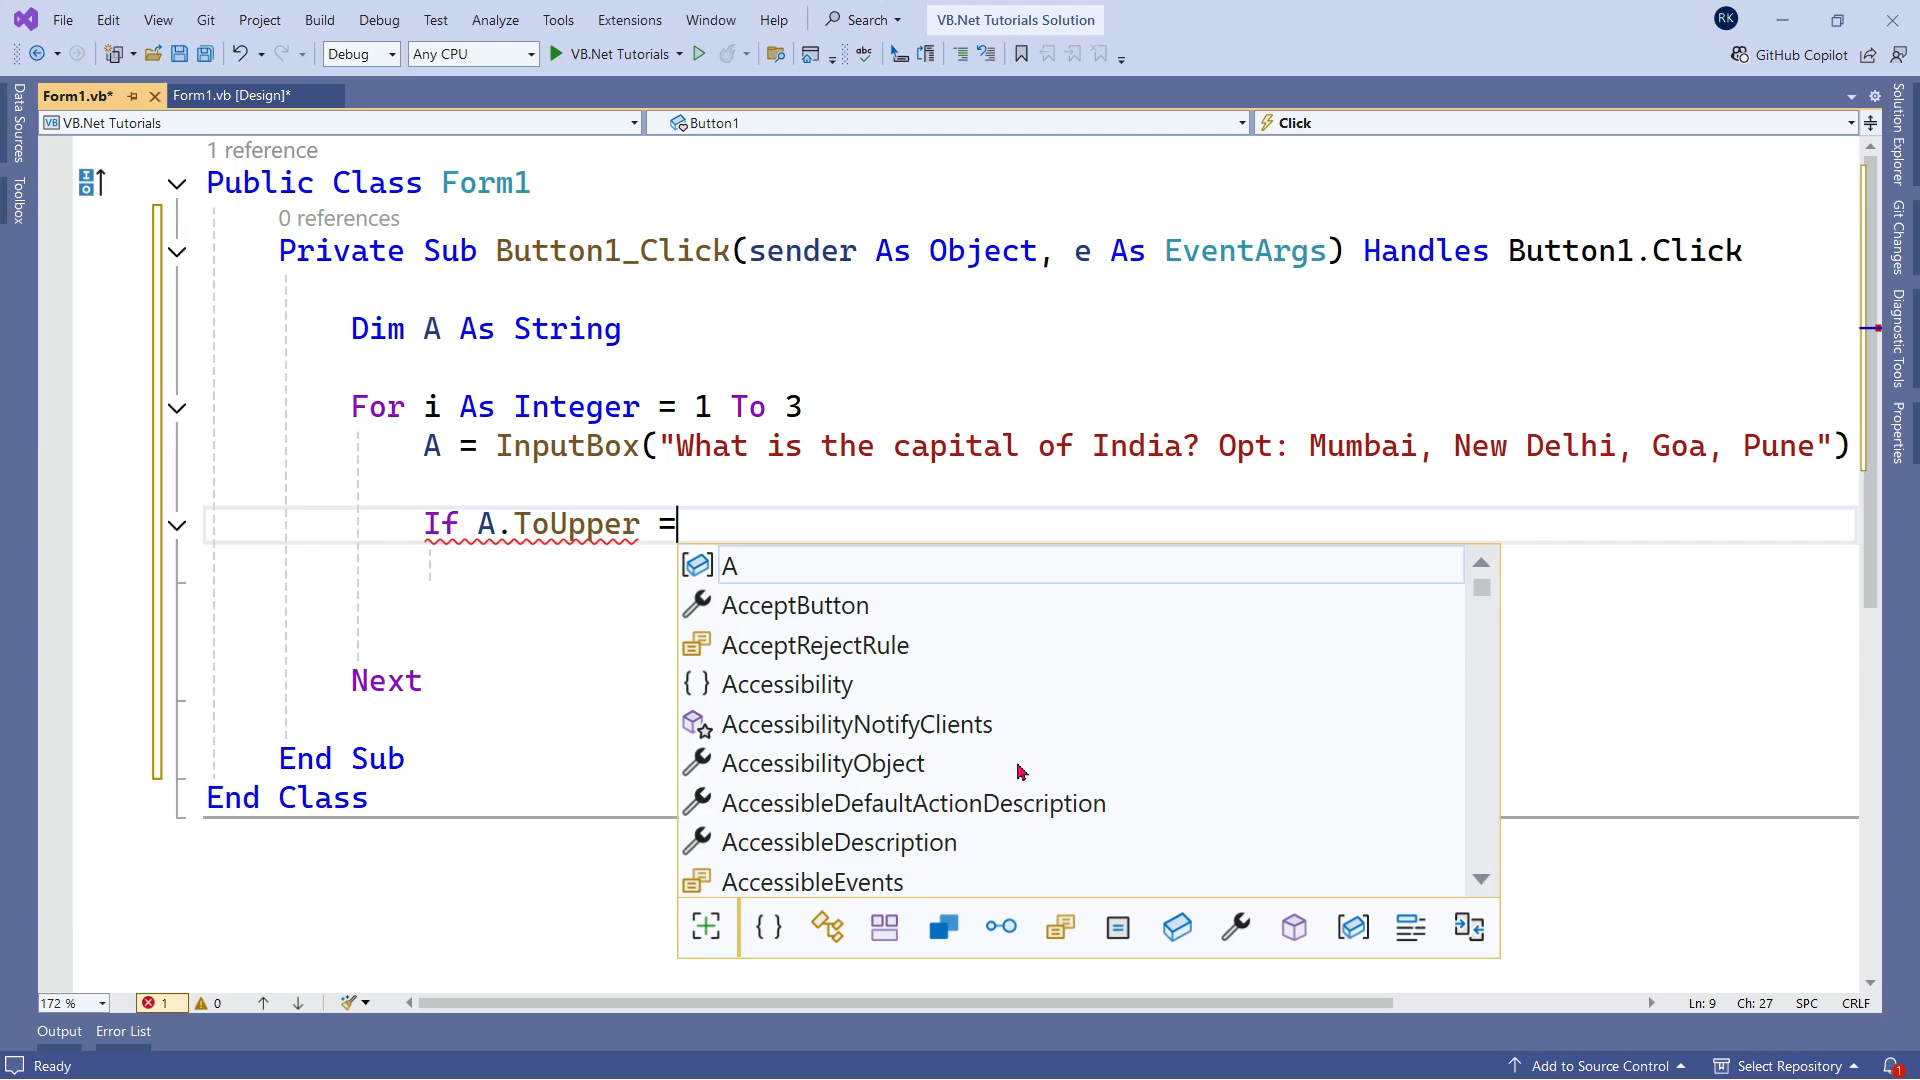 File Edit View Git Project Build Debug Test Analyze Tools Extensions Window Help Search VB.Net Tutorials Solution RK
Debug Any CPU VB.Net Tutorials abc GitHub Copilot
Form1.vb* Form1.vb [Design]*
VB VB.Net Tutorials Button1 Click
Data Sources
Toolbox
1 reference
Public Class Form1
0 references
Private Sub Button1_Click(sender As Object, e As EventArgs) Handles Button1.Click
Dim A As String
For i As Integer = 1 To 3
A = InputBox("What is the capital of India? Opt: Mumbai, New Delhi, Goa, Pune")
If A.ToUpper =
A
AcceptButton
AcceptRejectRule
{ } Accessibility
AccessibilityNotifyClients
AccessibilityObject
AccessibleDefaultActionDescription
AccessibleDescription
AccessibleEvents
{ }
Next
End Sub
End Class
Solution Explorer
Git Changes
Diagnostic Tools
Properties
172 % 1 0 Ln: 9 Ch: 27 SPC CRLF
Output Error List
Ready Add to Source Control Select Repository 1